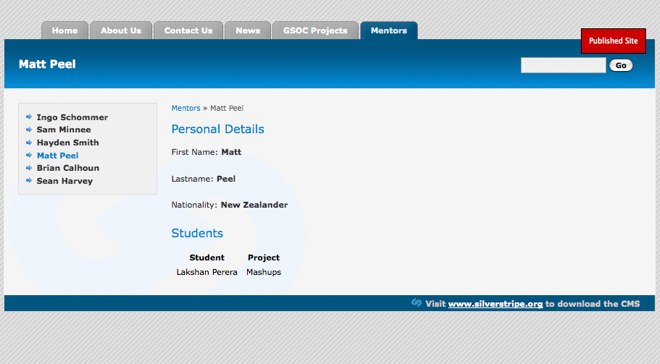 Home About Us Contact Us News GSOC Projects Mentors
Published Site
Matt Peel
Go
Ingo Schommer
Sam Minnee
Hayden Smith
Matt Peel
Brian Calhoun
Sean Harvey
Mentors » Matt Peel
Personal Details
First Name: Matt
Lastname: Peel
Nationality: New Zealander
Students
Student Project
Lakshan Perera Mashups
Visit www.silverstripe.org to download the CMS